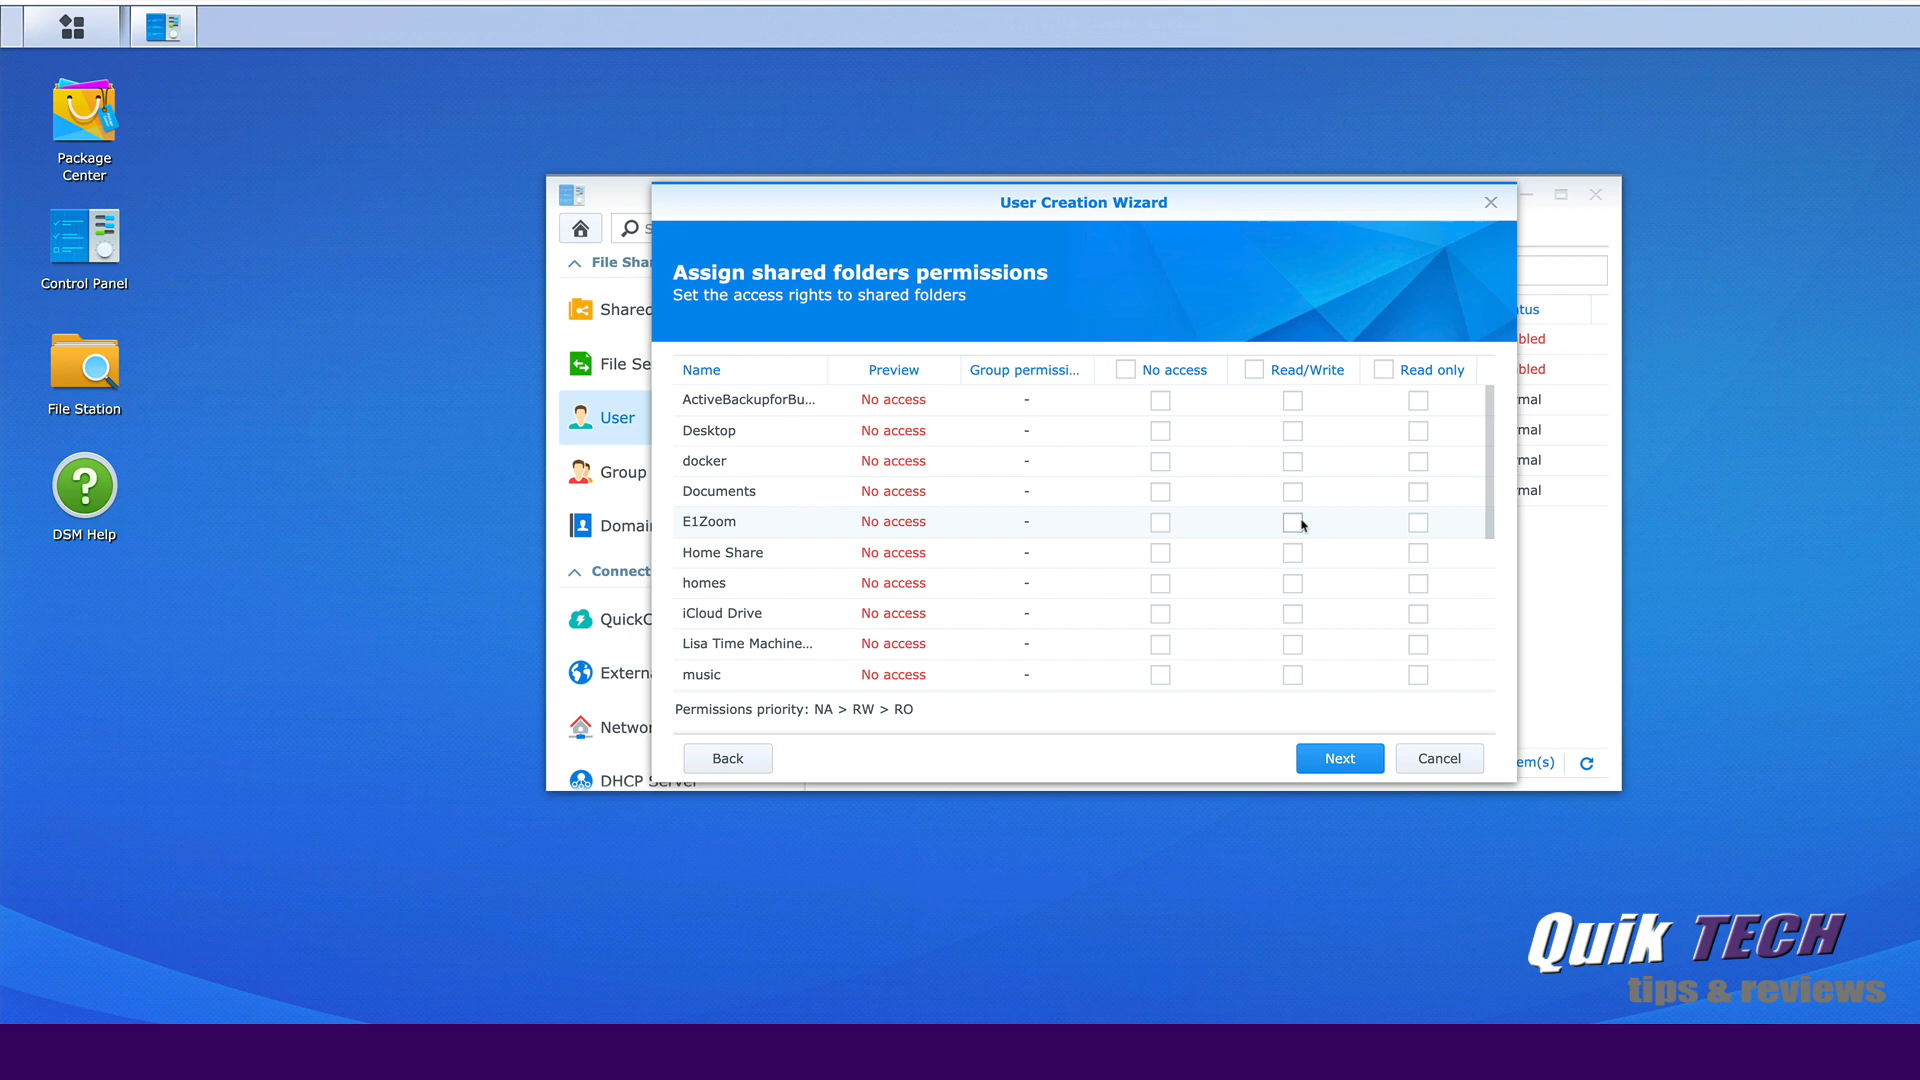 Package
Center
Control Panel
File Station
DSM Help
S
File Sha
Shared
File Se
User
Group
Domai
Connect
QuickC
Externa
Networ
DHCP Server
User Creation Wizard
Assign shared folders permissions
Set the access rights to shared folders
Name Preview Group permissi... No access Read/Write Read only
ActiveBackupforBu... No access -
Desktop No access -
docker No access -
Documents No access -
E1Zoom No access -
Home Share No access -
homes No access -
iCloud Drive No access -
Lisa Time Machine... No access -
music No access -
Permissions priority: NA > RW > RO
Back Next Cancel
tus
bled
bled
mal
mal
mal
mal
em(s)
Quik TECH
tips & reviews